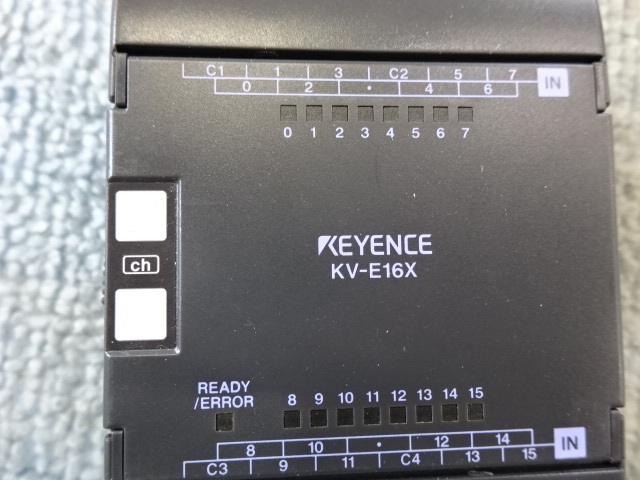 C1 1 3 C2 5 7 IN
0 2 • 4 6
0 1 2 3 4 5 6 7
KEYENCE
KV-E16X
ch
READY
/ERROR
8 9 10 11 12 13 14 15
8 10 • 12 14 IN
C3 9 11 C4 13 15